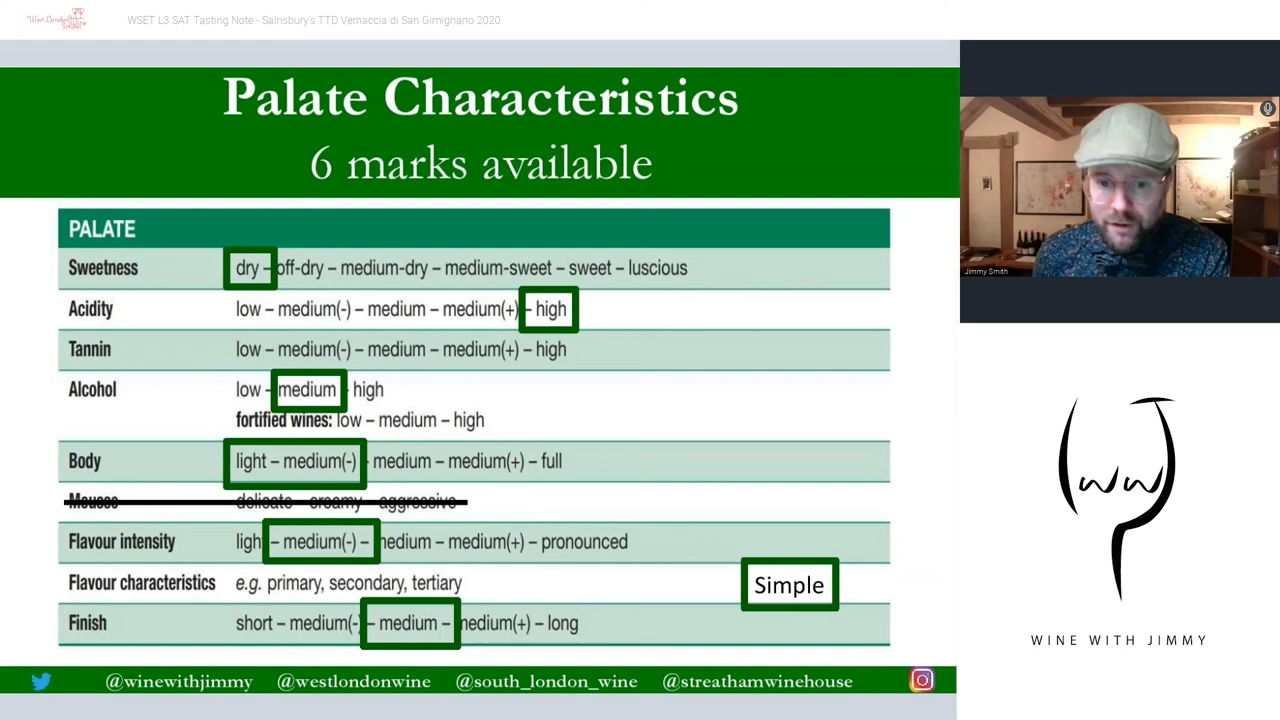 West London
Wine
School
WSET L3 SAT Tasting Note - Sainsbury's TTD Vernaccia di San Gimignano 2020
Palate Characteristics
6 marks available
PALATE
Sweetness dry – off-dry – medium-dry – medium-sweet – sweet – luscious
Acidity low – medium(-) – medium – medium(+) – high
Tannin low – medium(-) – medium – medium(+) – high
Alcohol low – medium – high
fortified wines: low – medium – high
Body light – medium(-) – medium – medium(+) – full
Mousse delicate – creamy – aggressive
Flavour intensity light – medium(-) – medium – medium(+) – pronounced
Flavour characteristics e.g. primary, secondary, tertiary Simple
Finish short – medium(-) – medium – medium(+) – long
@winewithjimmy @westlondonwine @south_london_wine @streathamwinehouse
Jimmy Smith
WINE WITH JIMMY